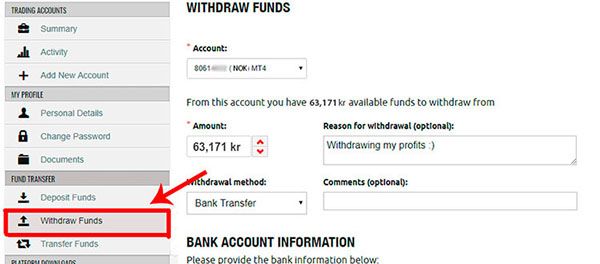 TRADING ACCOUNTS
Summary
Activity
Add New Account
MY PROFILE
Personal Details
Change Password
Documents
FUND TRANSFER
Deposit Funds
Withdraw Funds
Transfer Funds
PLATFORM DOWNLOADS
WITHDRAW FUNDS
* Account:
8061 (NOK) MT4
From this account you have 63,171 kr available funds to withdraw from
* Amount: Reason for withdrawal (optional):
63,171 kr Withdrawing my profits :)
Withdrawal method: Comments (optional):
Bank Transfer
BANK ACCOUNT INFORMATION
Please provide the bank information below: